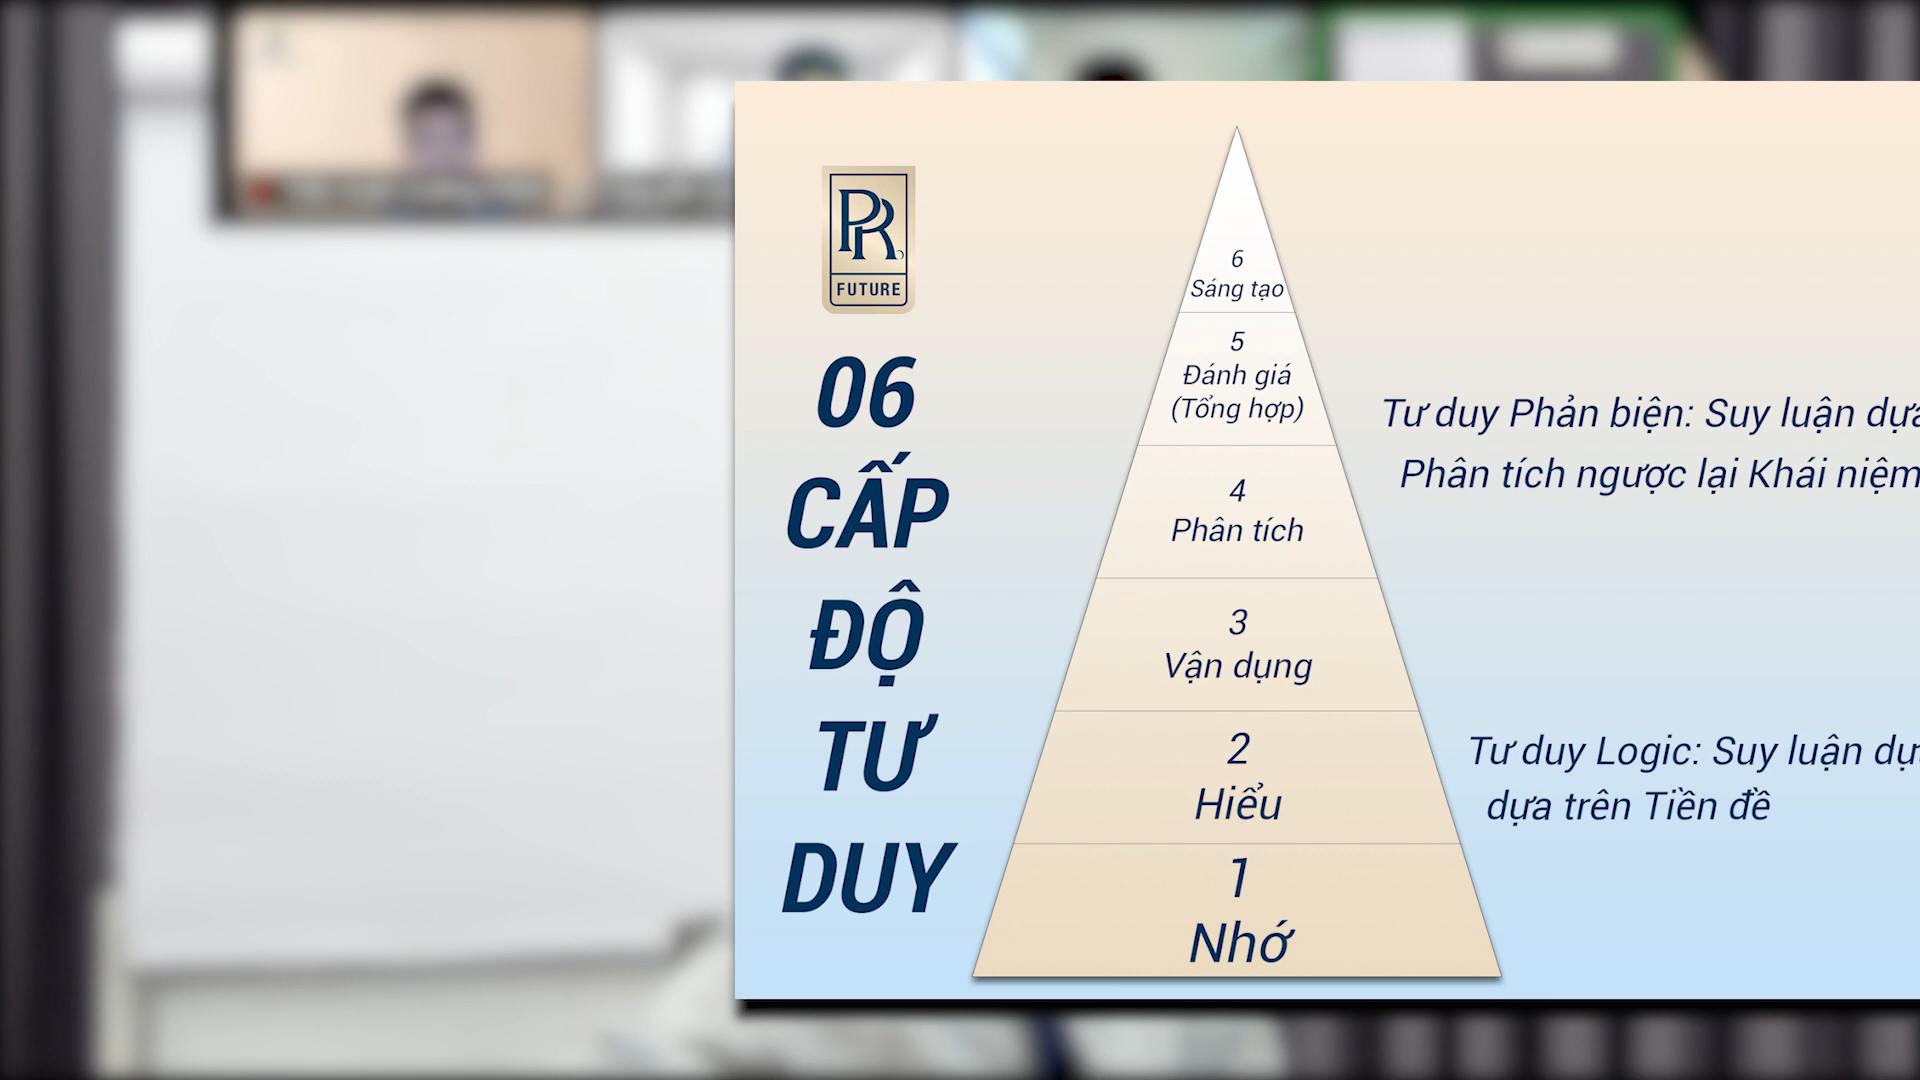 PR
FUTURE
06
CẤP
ĐỘ
TƯ
DUY
6
Sáng tạo
5
Đánh giá
(Tổng hợp)
4
Phân tích
3
Vận dụng
2
Hiểu
1
Nhớ
Tư duy Phản biện: Suy luận
Phân tích ngược lại Khái niệm
Tư duy Logic: Suy luận
dựa trên Tiền đề